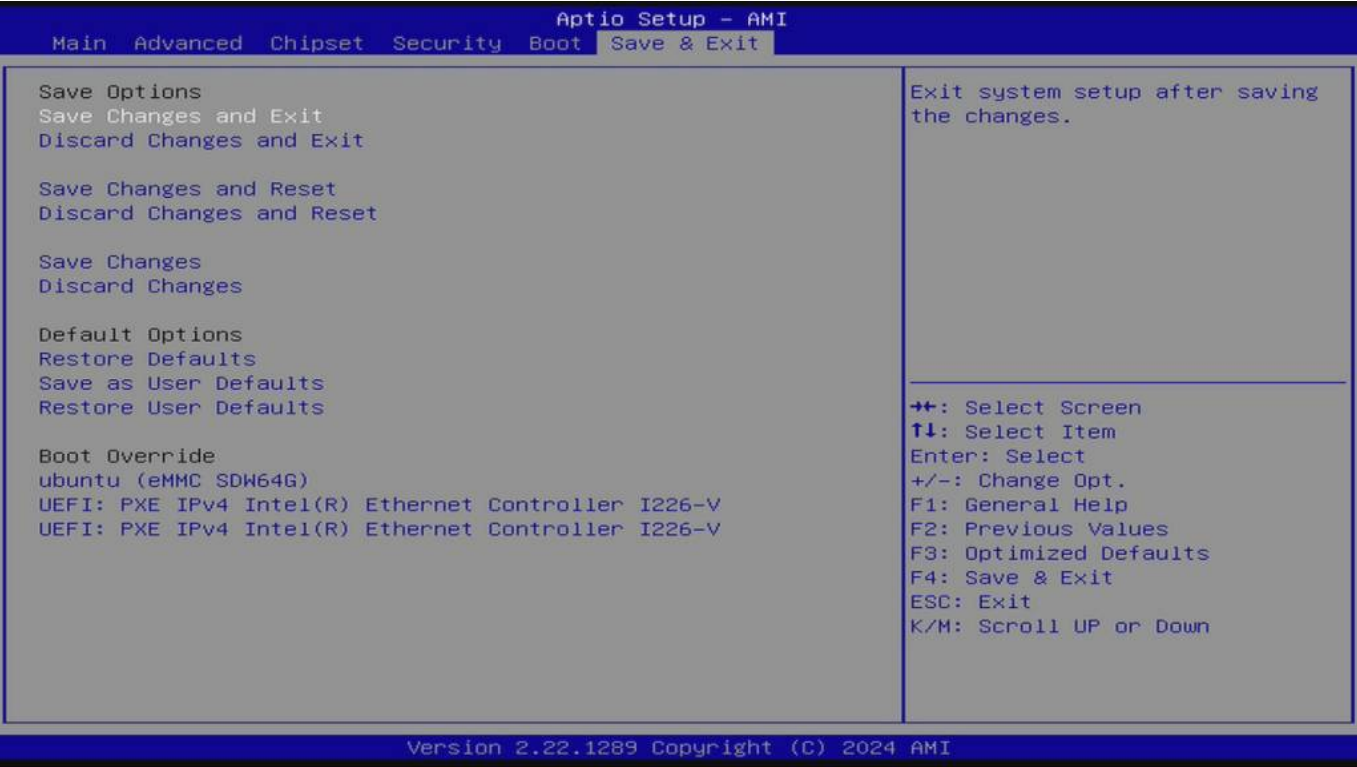 Aptio Setup – AMI
Main Advanced Chipset Security Boot Save & Exit
Save Options
Save Changes and Exit
Discard Changes and Exit
Save Changes and Reset
Discard Changes and Reset
Save Changes
Discard Changes
Default Options
Restore Defaults
Save as User Defaults
Restore User Defaults
Boot Override
ubuntu (eMMC SDW64G)
UEFI: PXE IPv4 Intel(R) Ethernet Controller I226-V
UEFI: PXE IPv4 Intel(R) Ethernet Controller I226-V
Exit system setup after saving
the changes.
→←: Select Screen
↑↓: Select Item
Enter: Select
+/-: Change Opt.
F1: General Help
F2: Previous Values
F3: Optimized Defaults
F4: Save & Exit
ESC: Exit
K/M: Scroll UP or Down
Version 2.22.1289 Copyright (C) 2024 AMI